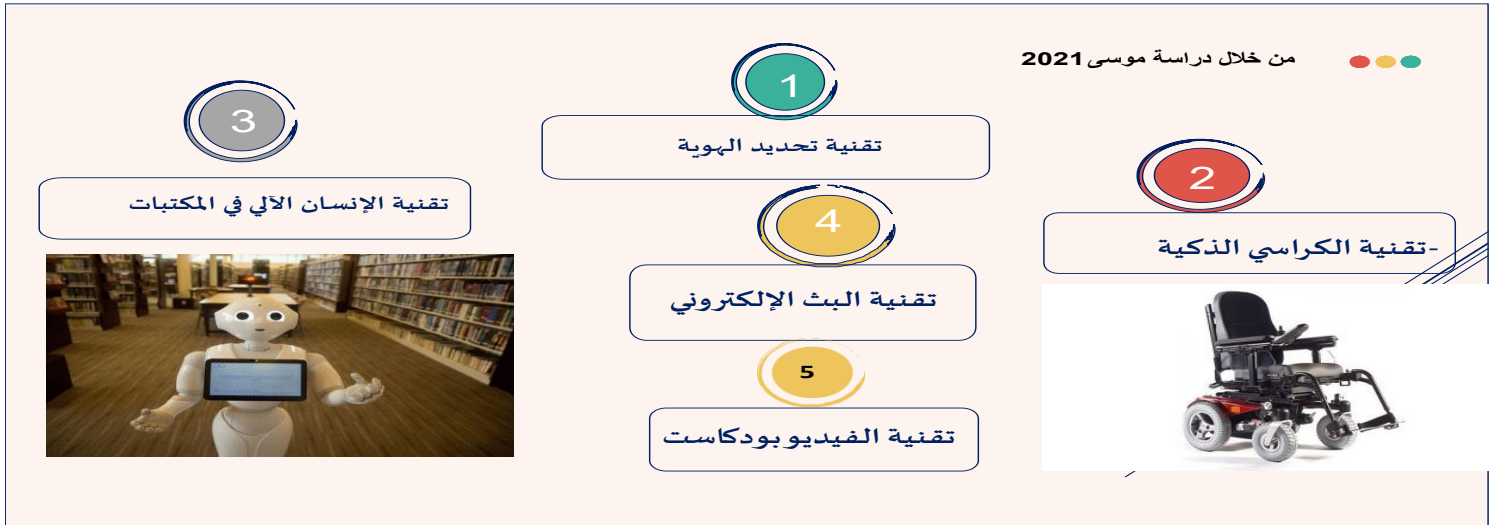 من خلال دراسة موسى 2021
1
تقنية تحديد الهوية
2
-تقنية الكراسي الذكية
3
تقنية الإنسان الآلي في المكتبات
4
تقنية البث الإلكتروني
5
تقنية الفيديو بودكاست